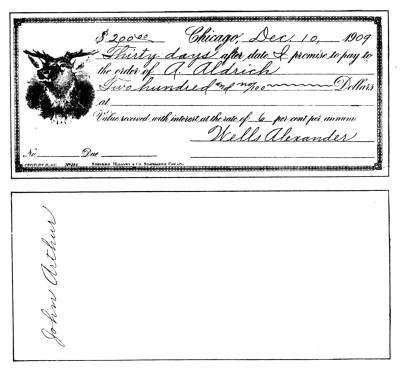 $200 00 Chicago, Dec. 10, 1909
Thirty days after date I promise to pay to
the order of A. Aldrich
Two hundred and no/100 Dollars
at
Value received with interest at the rate of 6 per cent per annum
Wells Alexander
No. Due
John Arthur